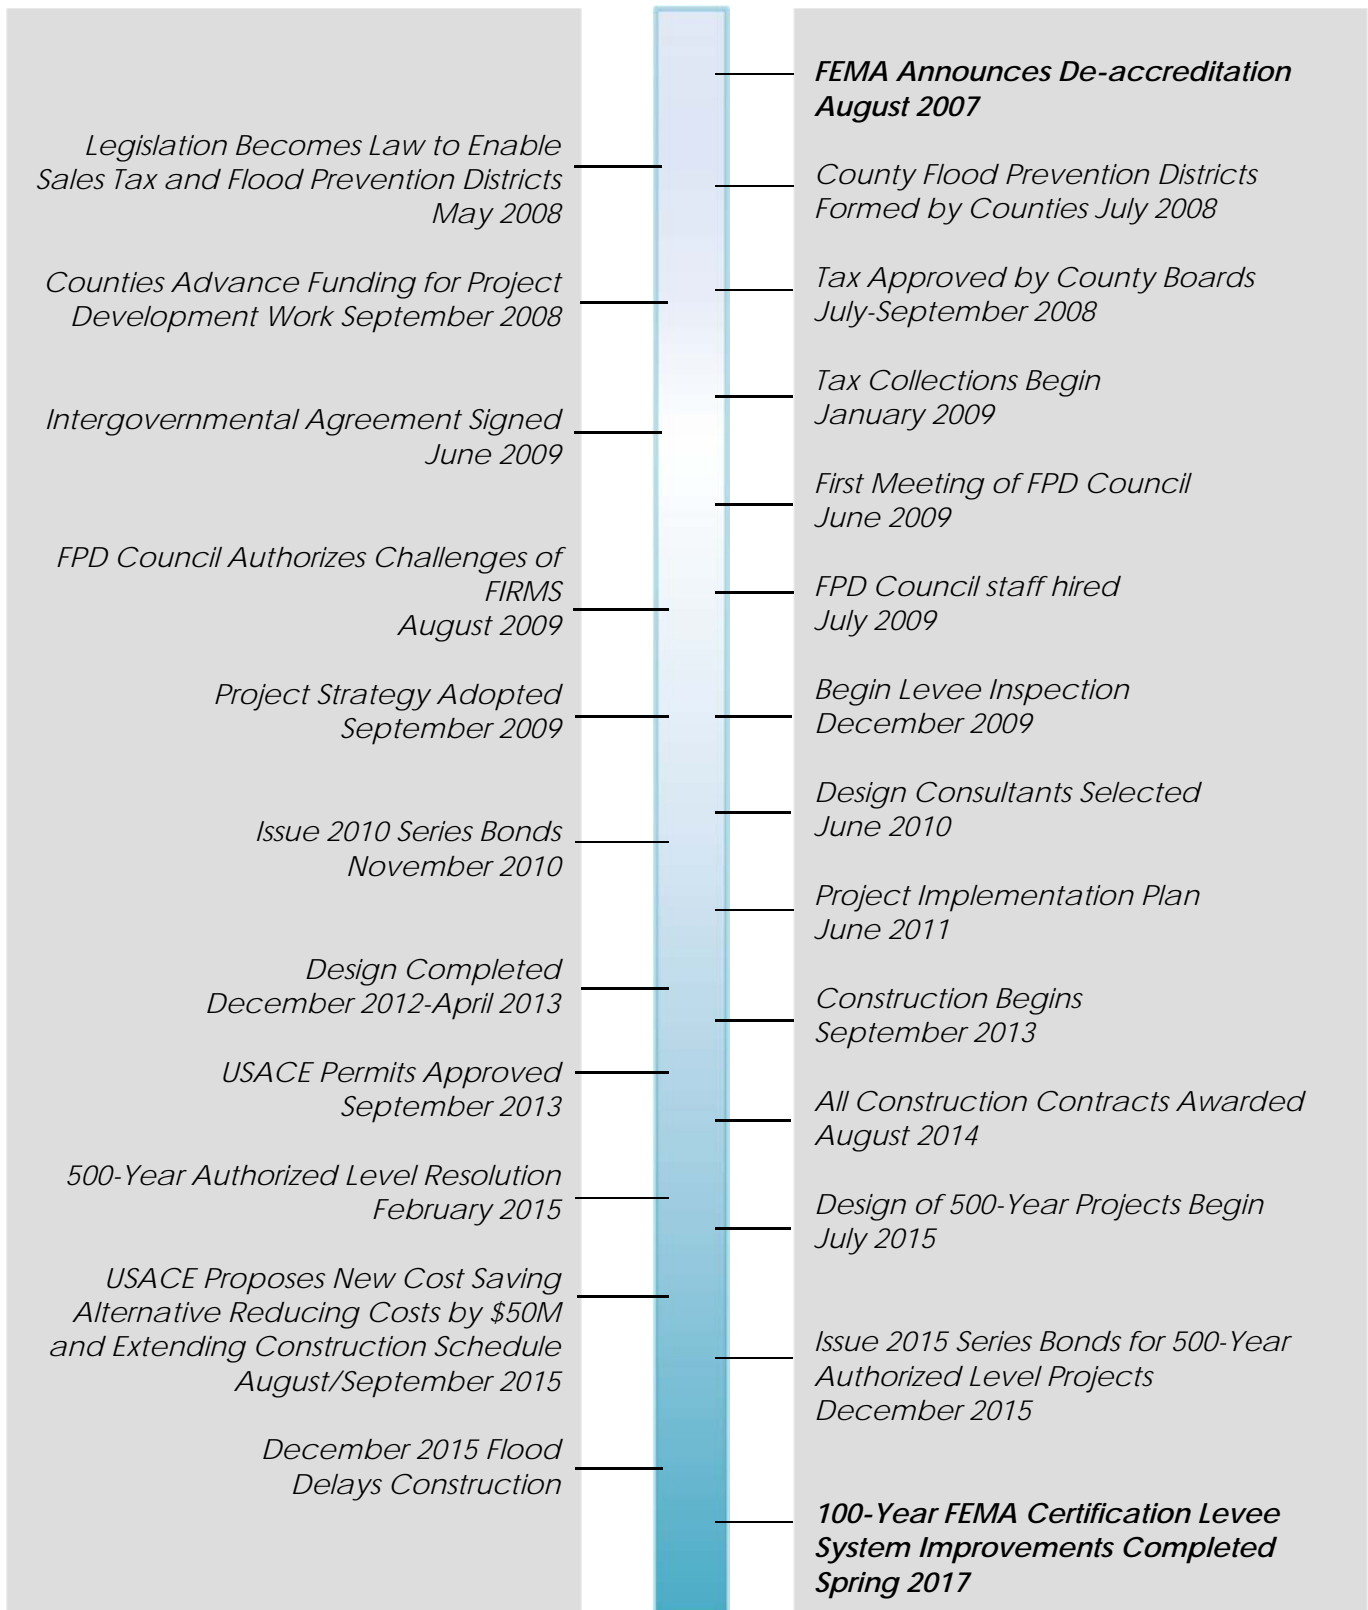 FEMA Announces De-accreditation
August 2007
Legislation Becomes Law to Enable
Sales Tax and Flood Prevention Districts
May 2008
County Flood Prevention Districts
Formed by Counties July 2008
Counties Advance Funding for Project
Development Work September 2008
Tax Approved by County Boards
July-September 2008
Tax Collections Begin
January 2009
Intergovernmental Agreement Signed
June 2009
First Meeting of FPD Council
June 2009
FPD Council Authorizes Challenges of
FIRMS
August 2009
FPD Council staff hired
July 2009
Project Strategy Adopted
September 2009
Begin Levee Inspection
December 2009
Design Consultants Selected
June 2010
Issue 2010 Series Bonds
November 2010
Project Implementation Plan
June 2011
Design Completed
December 2012-April 2013
Construction Begins
September 2013
USACE Permits Approved
September 2013
All Construction Contracts Awarded
August 2014
500-Year Authorized Level Resolution
February 2015
Design of 500-Year Projects Begin
July 2015
USACE Proposes New Cost Saving
Alternative Reducing Costs by $50M
and Extending Construction Schedule
August/September 2015
Issue 2015 Series Bonds for 500-Year
Authorized Level Projects
December 2015
December 2015 Flood
Delays Construction
100-Year FEMA Certification Levee
System Improvements Completed
Spring 2017